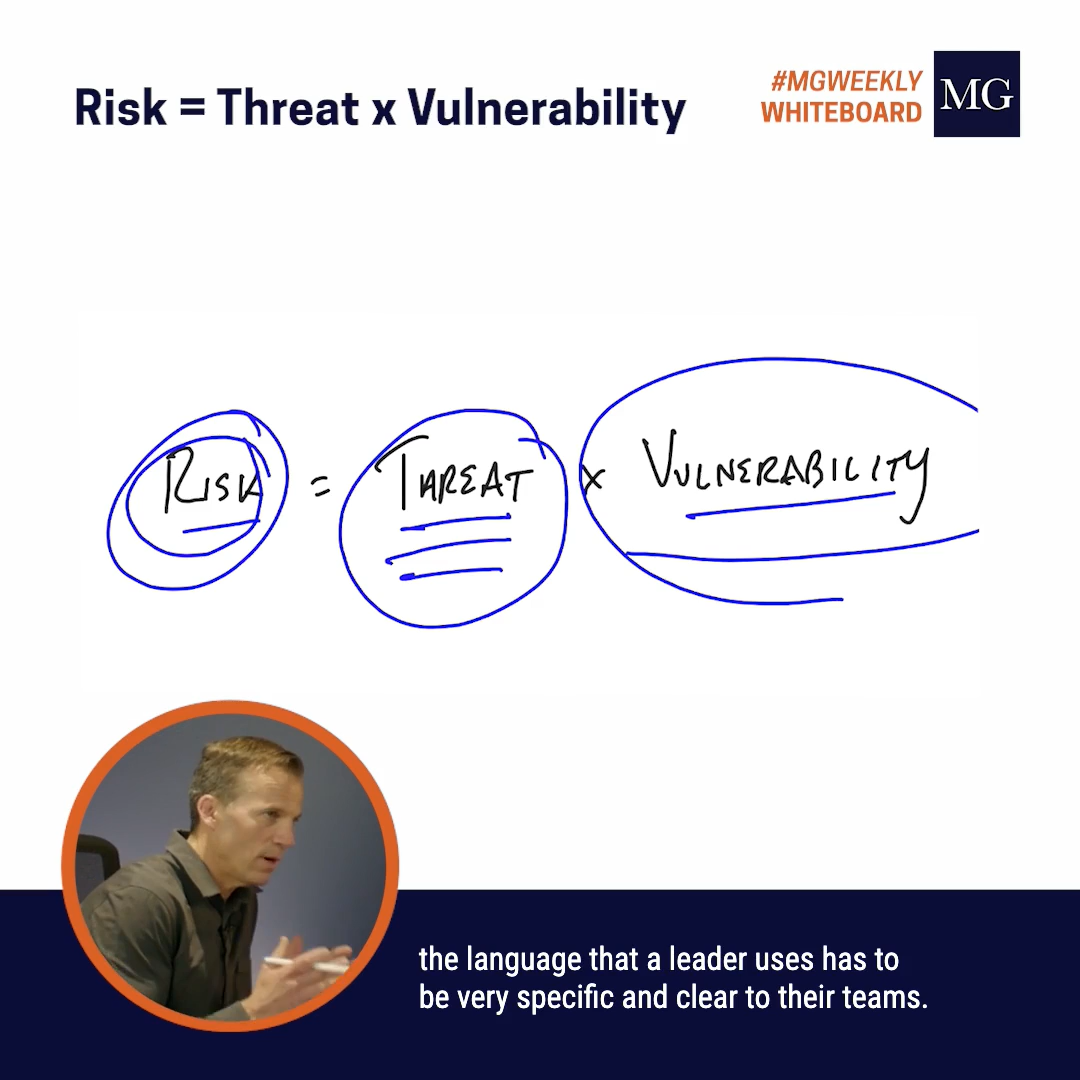 Risk = Threat x Vulnerability
#MGWEEKLY
WHITEBOARD
MG
RISK = THREAT x VULNERABILITY
the language that a leader uses has to
be very specific and clear to their teams.